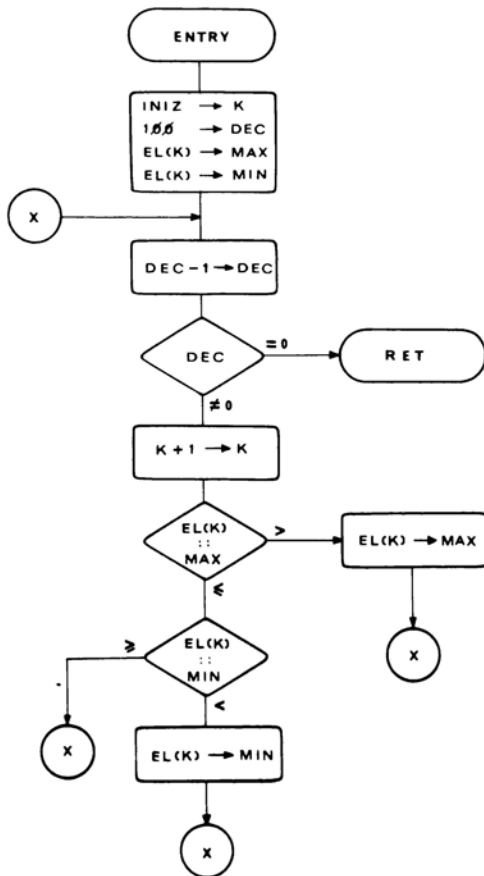 ENTRY
INIZ → K
100 → DEC
EL(K) → MAX
EL(K) → MIN
X
DEC-1 → DEC
DEC
=0
RET
≠0
K+1 → K
EL(K)
::
MAX
>
EL(K) → MAX
≤
X
≥
EL(K)
::
MIN
<
X
EL(K) → MIN
X